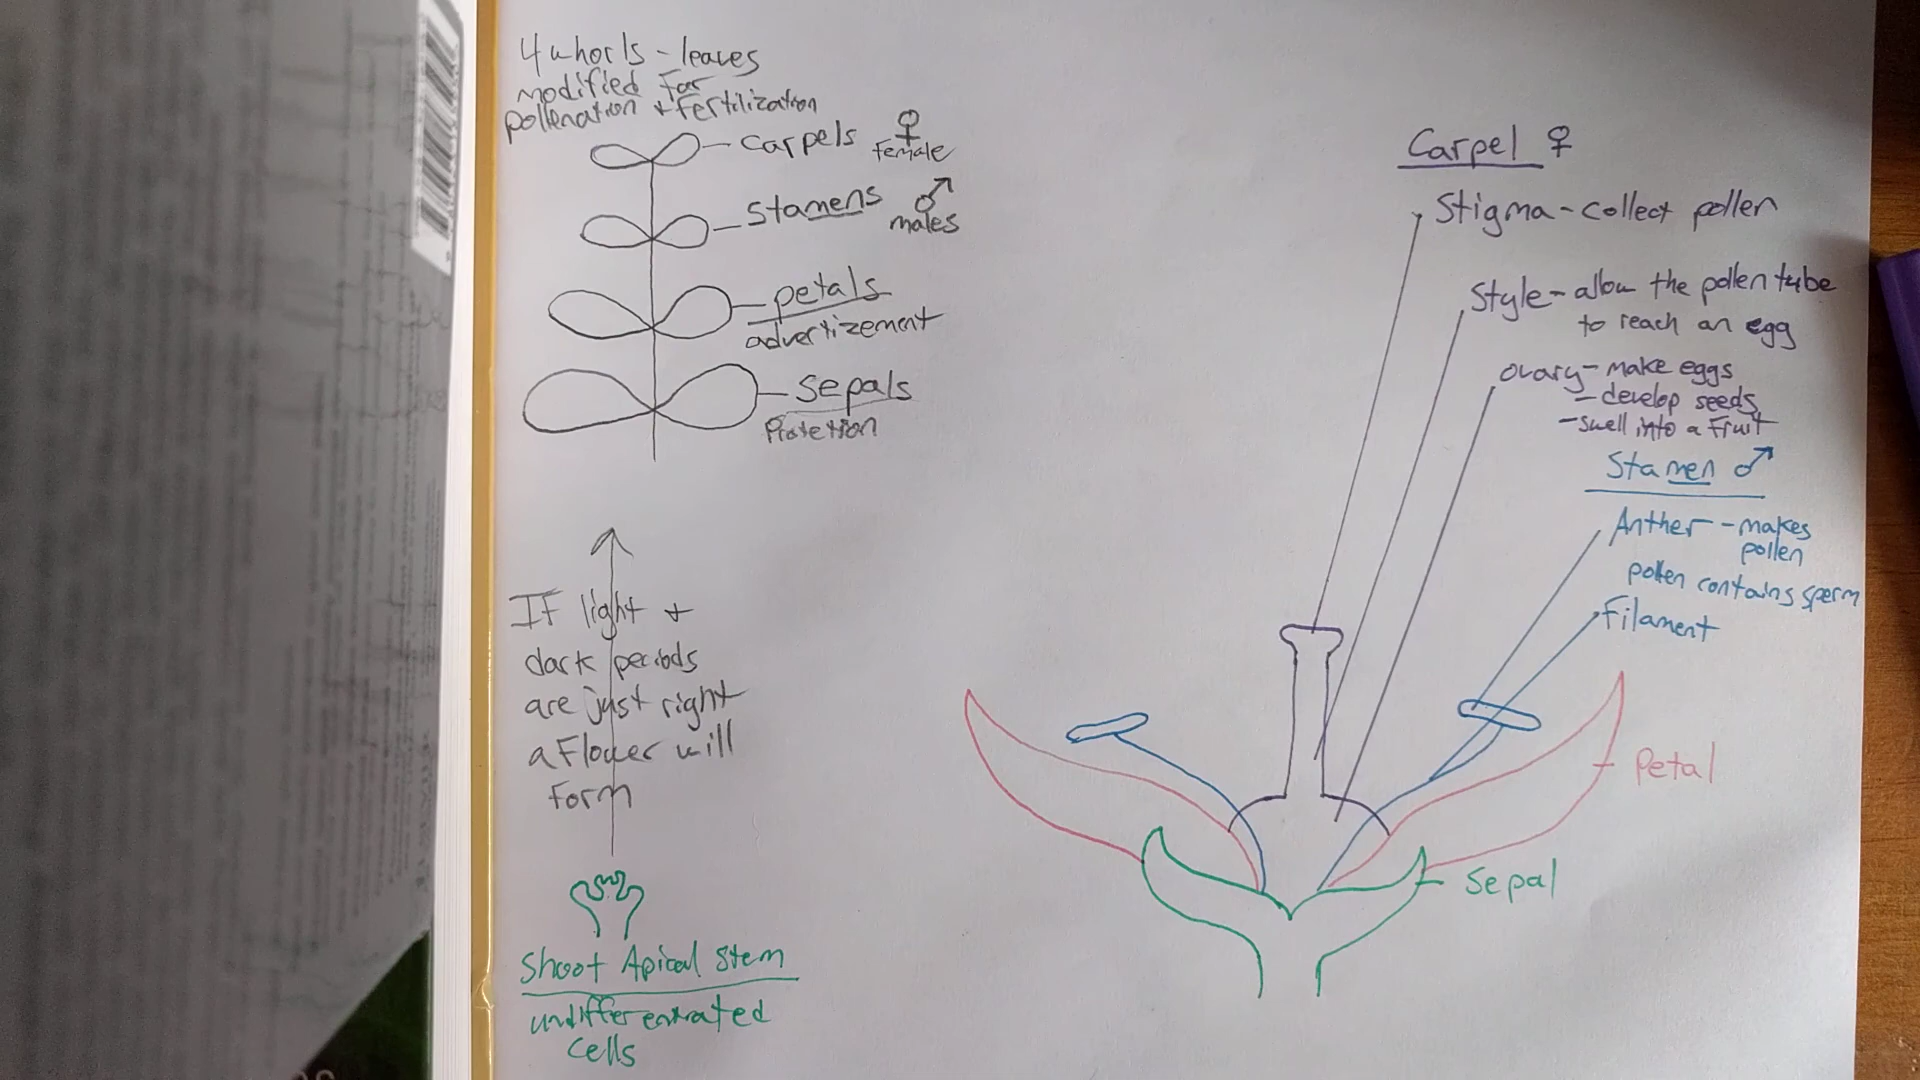 4 whorls - leaves
modified for
pollenation + fertilization
Carpels ♀
Female
Stamens ♂
males
petals
advertizement
Sepals
Protetion
IF light +
dark periods
are just right
a Flower will
Form
Shoot Apical Stem
undifferentiated
cells
Carpel ♀
Stigma - collect pollen
Style - allow the pollen tube
to reach an egg
ovary - make eggs
- develop seeds
- swell into a Fruit
Stamen ♂
Anther - makes
pollen
pollen contains sperm
Filament
Petal
Sepal